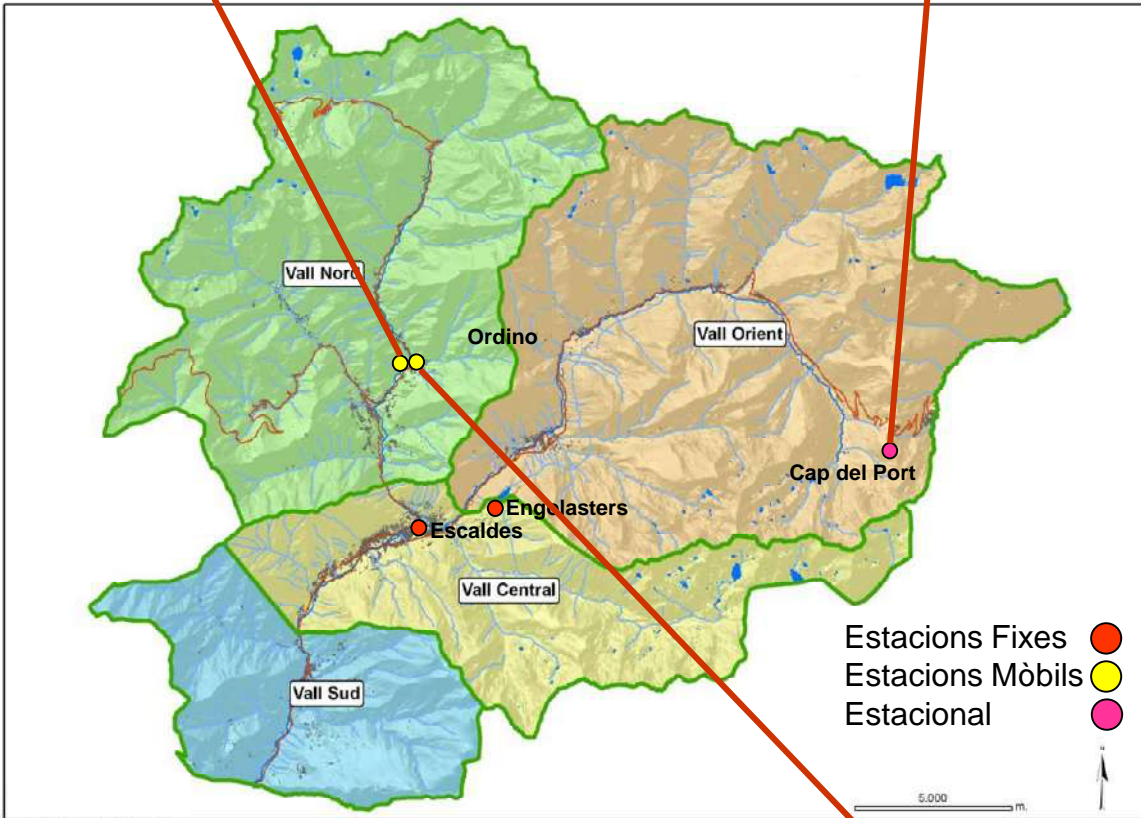 Vall Nord
Ordino
Vall Orient
Cap del Port
Engolasters
Escaldes
Vall Central
Vall Sud
Estacions Fixes
Estacions Mòbils
Estacional
5.000
m.